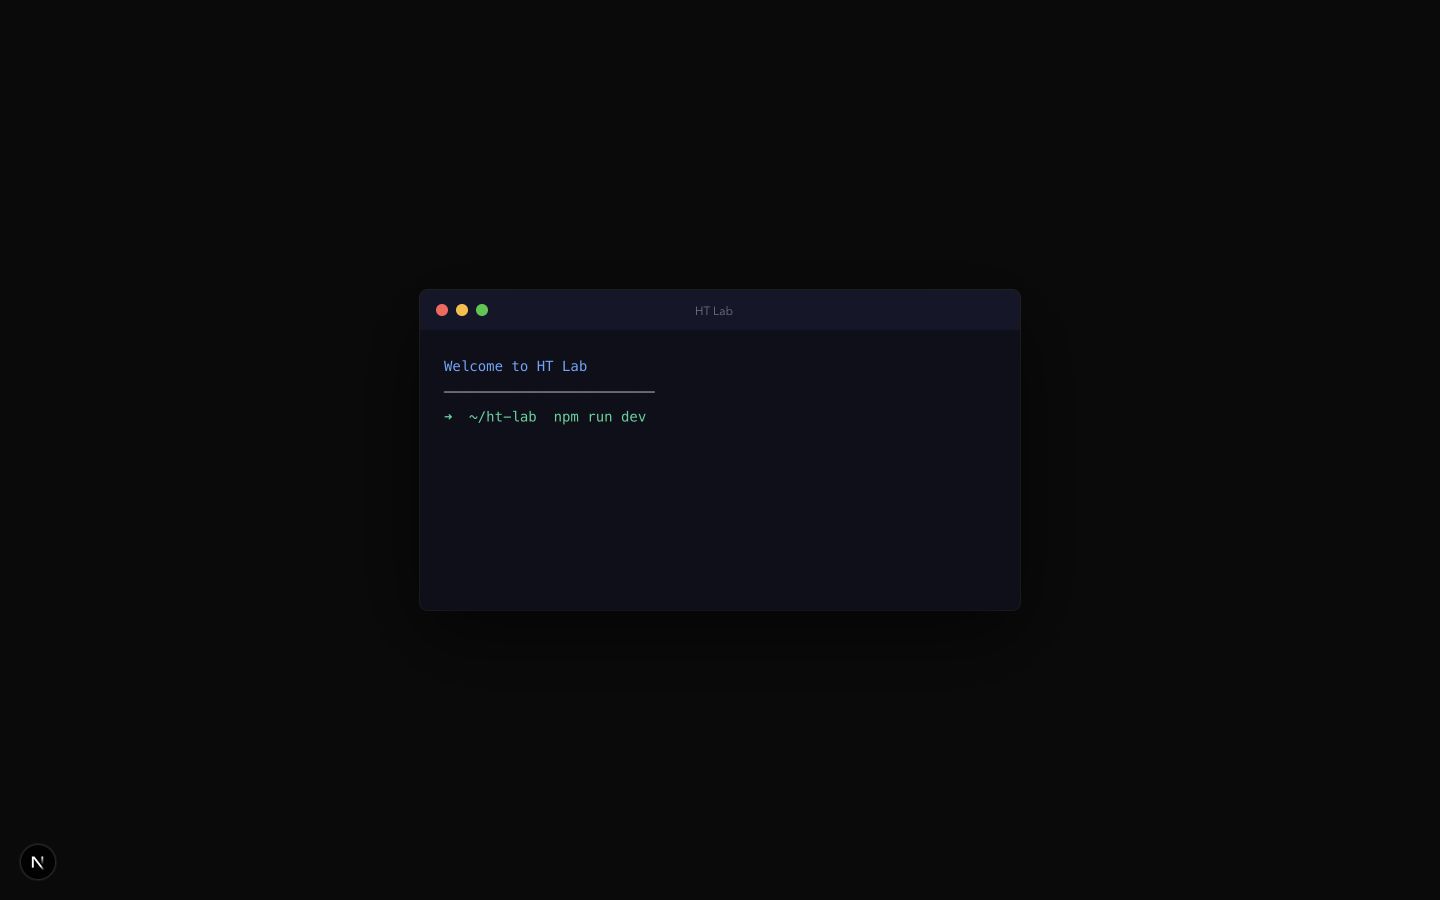 HT Lab
Welcome to HT Lab
─────────────────────────
➜  ~/ht-lab  npm run dev
N